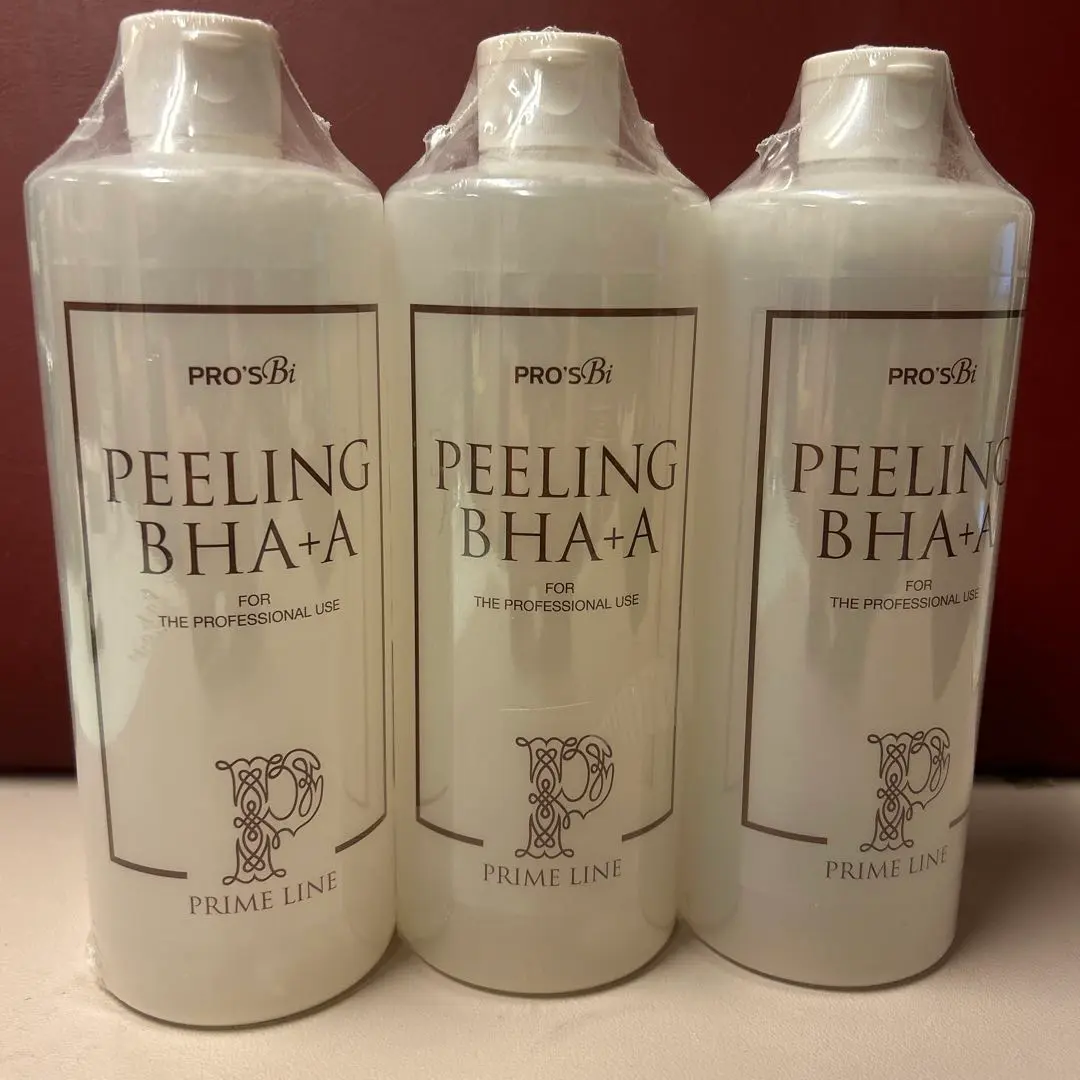 PRO'S Bi
PEELING
BHA+A
FOR
THE PROFESSIONAL USE
P
PRIME LINE
PRO'S Bi
PEELING
BHA+A
FOR
THE PROFESSIONAL USE
P
PRIME LINE
PRO'S Bi
PEELING
BHA+A
FOR
THE PROFESSIONAL USE
P
PRIME LINE